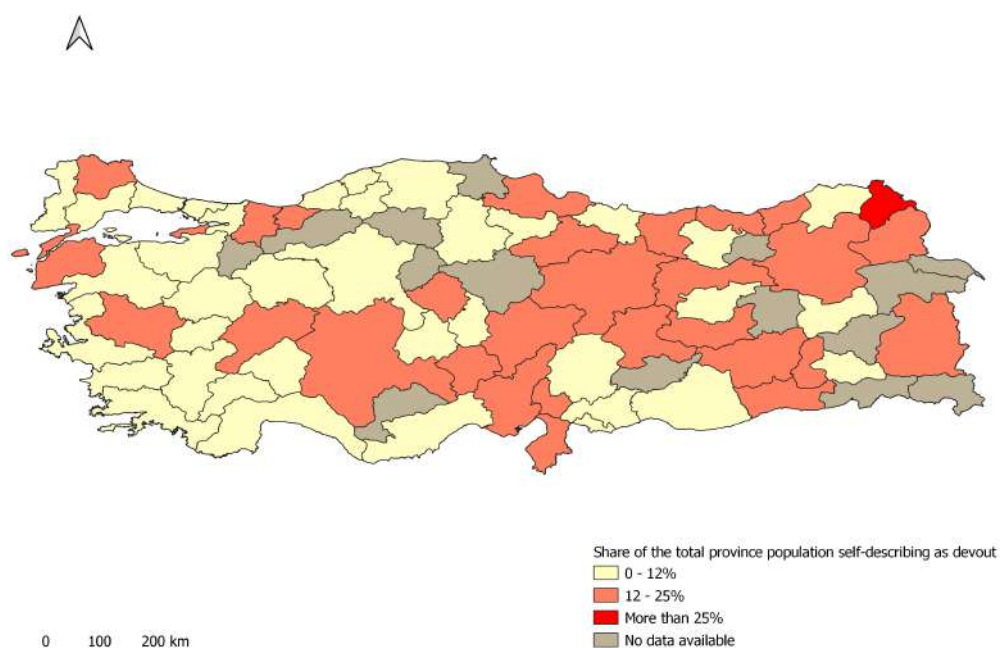 Share of the total province population self-describing as devout
0 - 12%
12 - 25%
More than 25%
No data available
0 100 200 km